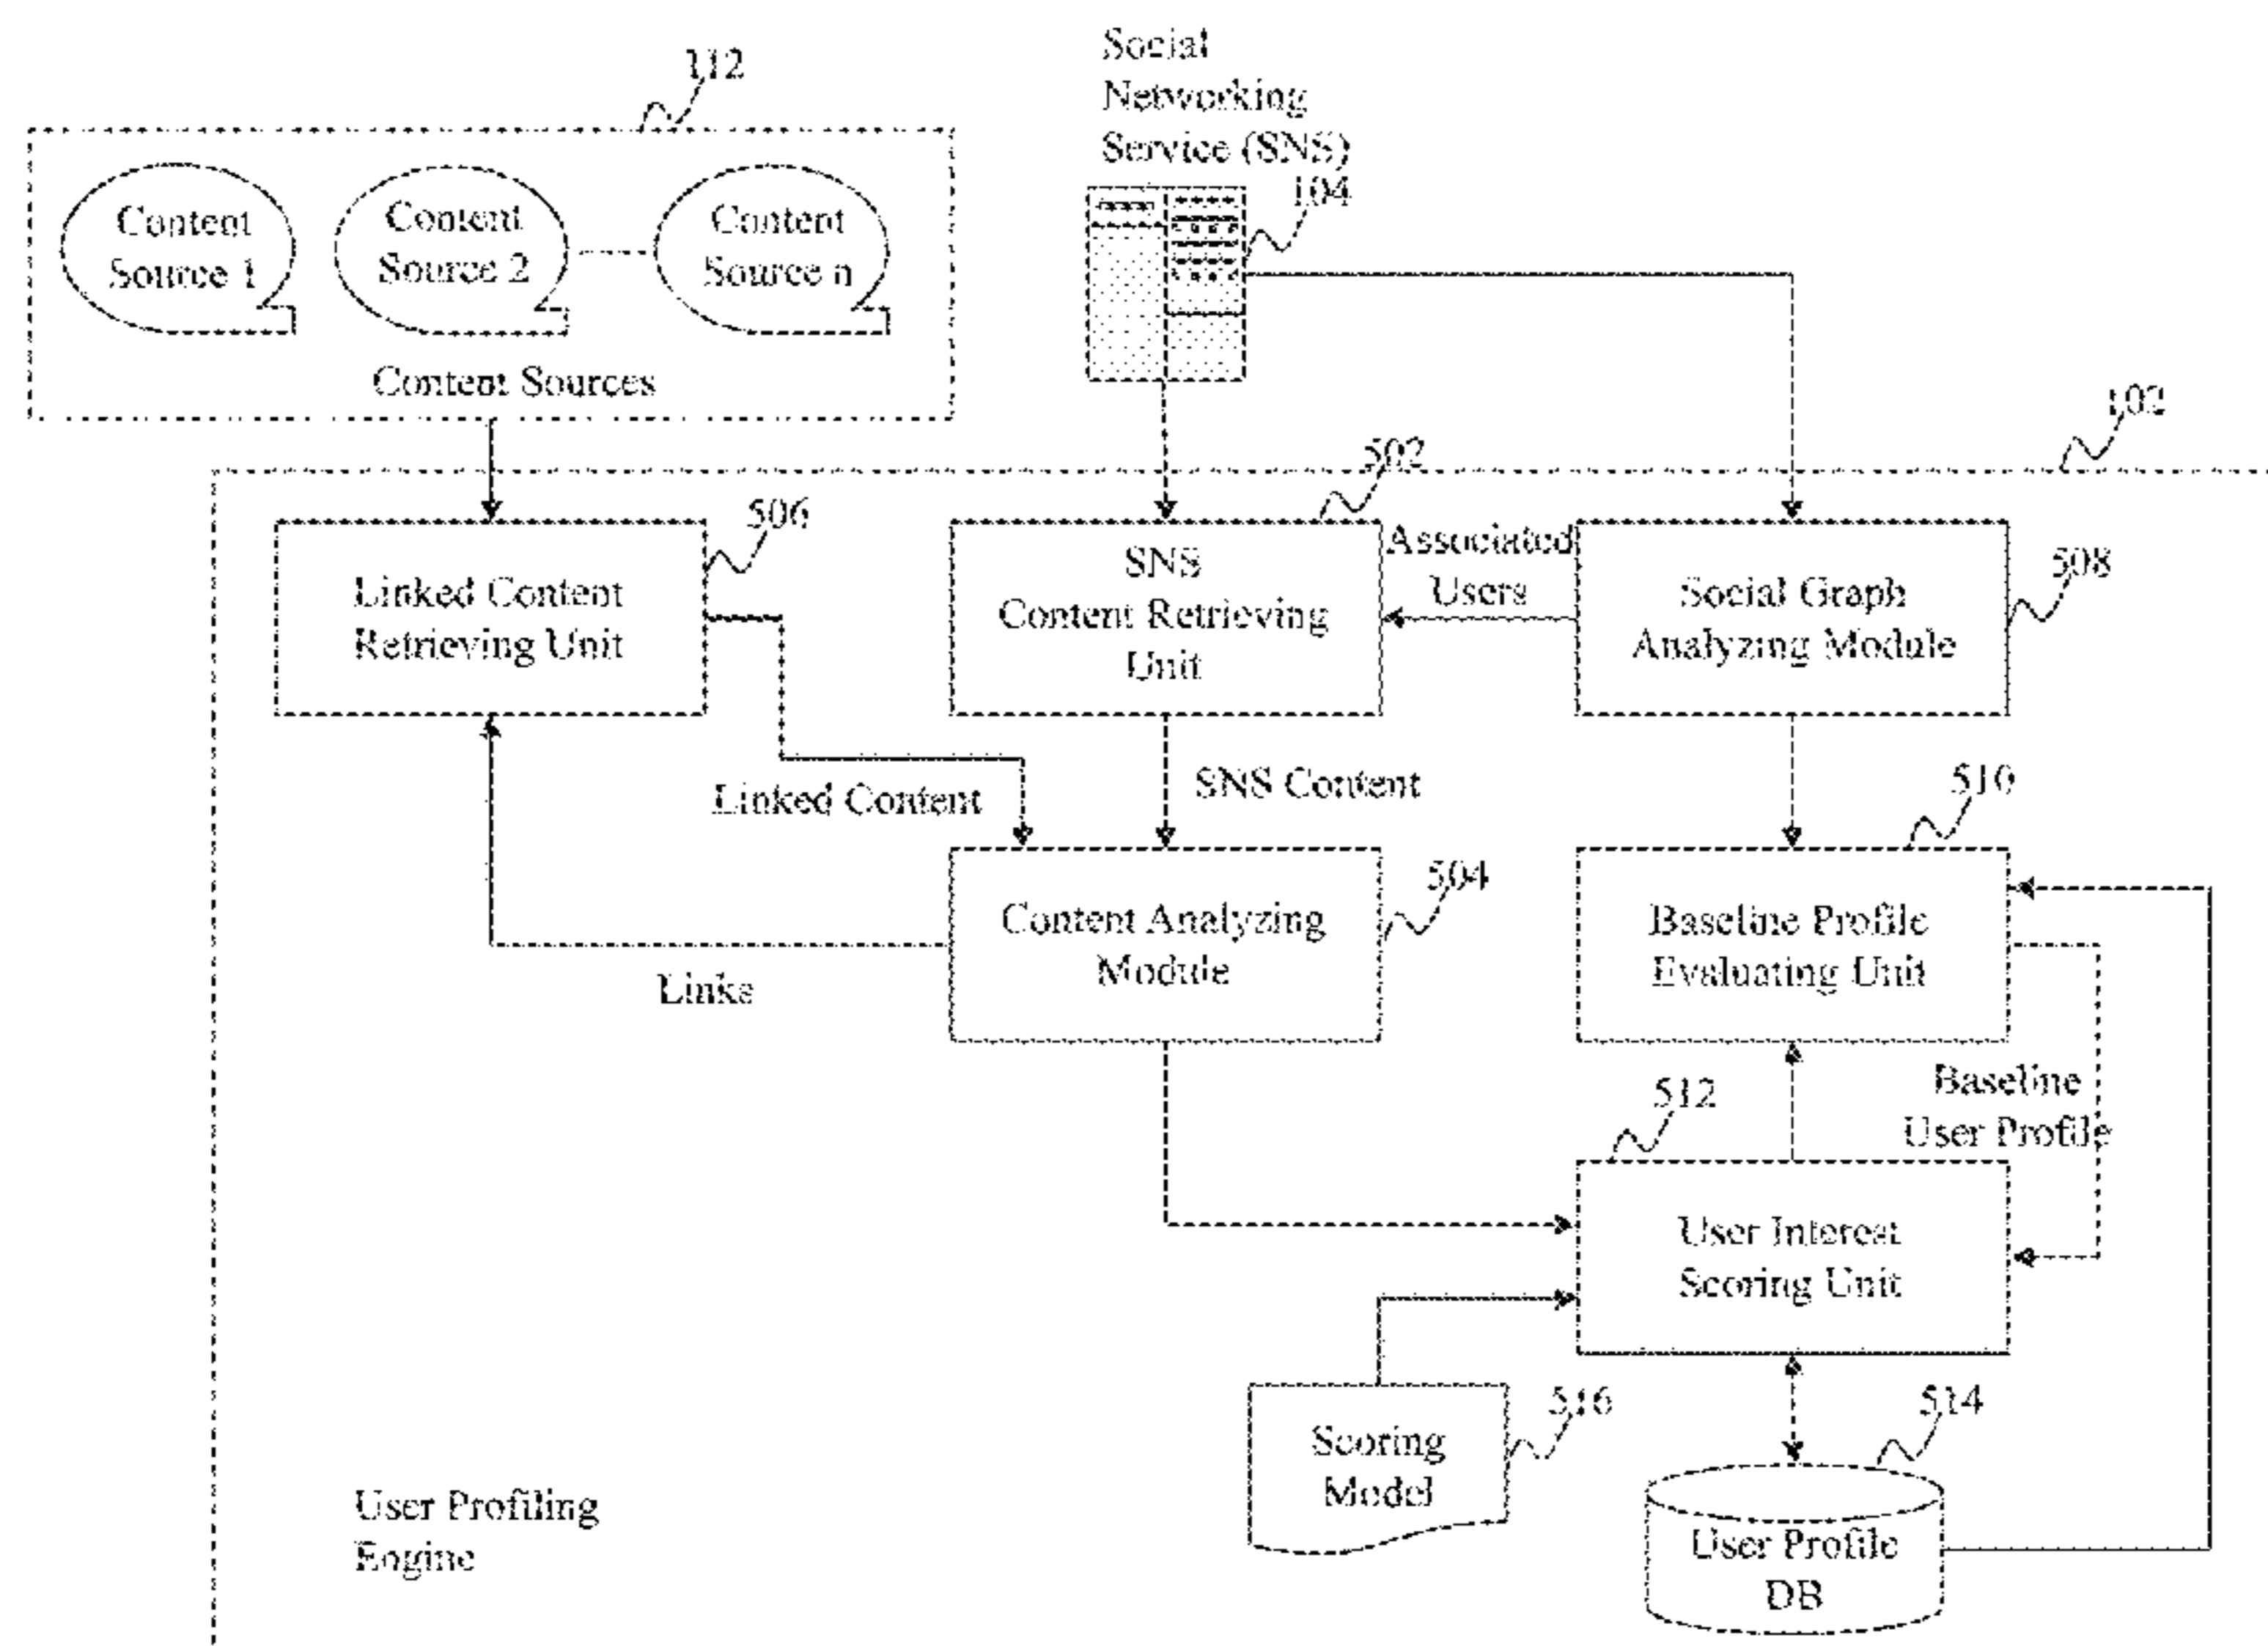 112
Social
Networking
Service (SNS)
104
Content
Source 1
Content
Source 2
Content
Source n
Content Sources
102
502
506
Linked Content
Retrieving Unit
SNS
Content Retrieving
Unit
Associated
Users
Social Graph
Analyzing Module
508
Linked Content
SNS Content
510
504
Content Analyzing
Module
Baseline Profile
Evaluating Unit
Links
Baseline
User Profile
512
User Interest
Scoring Unit
516
514
Scoring
Model
User Profile
DB
User Profiling
Engine